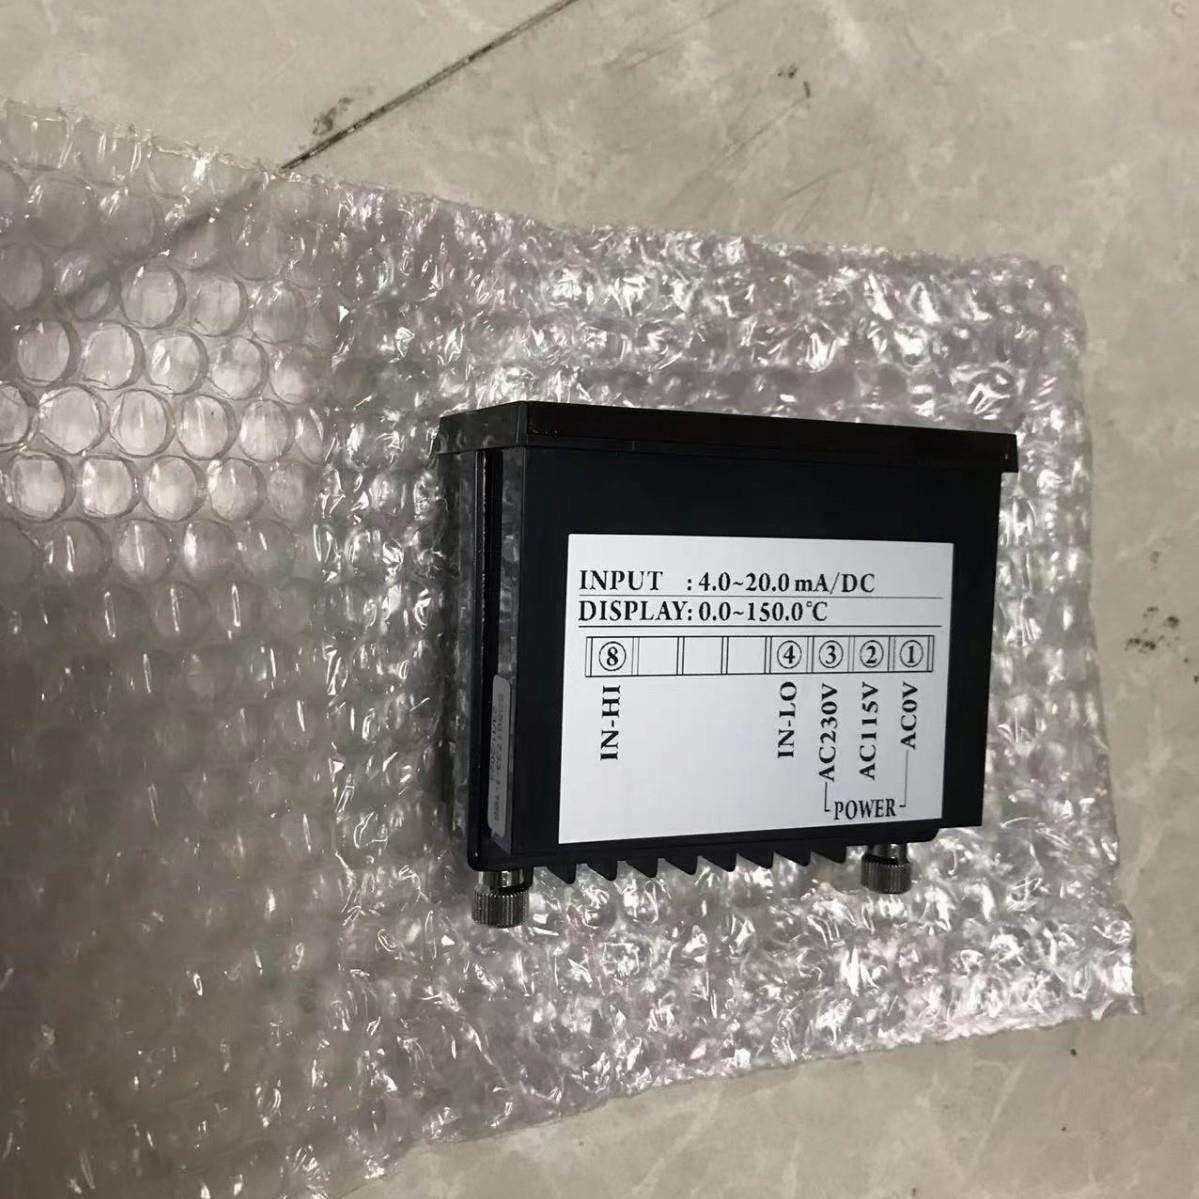 INPUT : 4.0~20.0 mA/DC
DISPLAY: 0.0~150.0℃
⑧ ④ ③ ② ①
IN-HI IN-LO AC230V AC115V AC0V
POWER